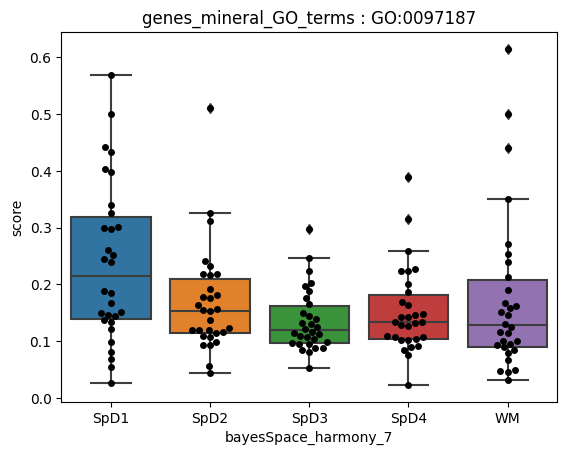 genes_mineral_GO_terms : GO:0097187
score
0.6
0.5
0.4
0.3
0.2
0.1
0.0
SpD1 SpD2 SpD3 SpD4 WM
bayesSpace_harmony_7